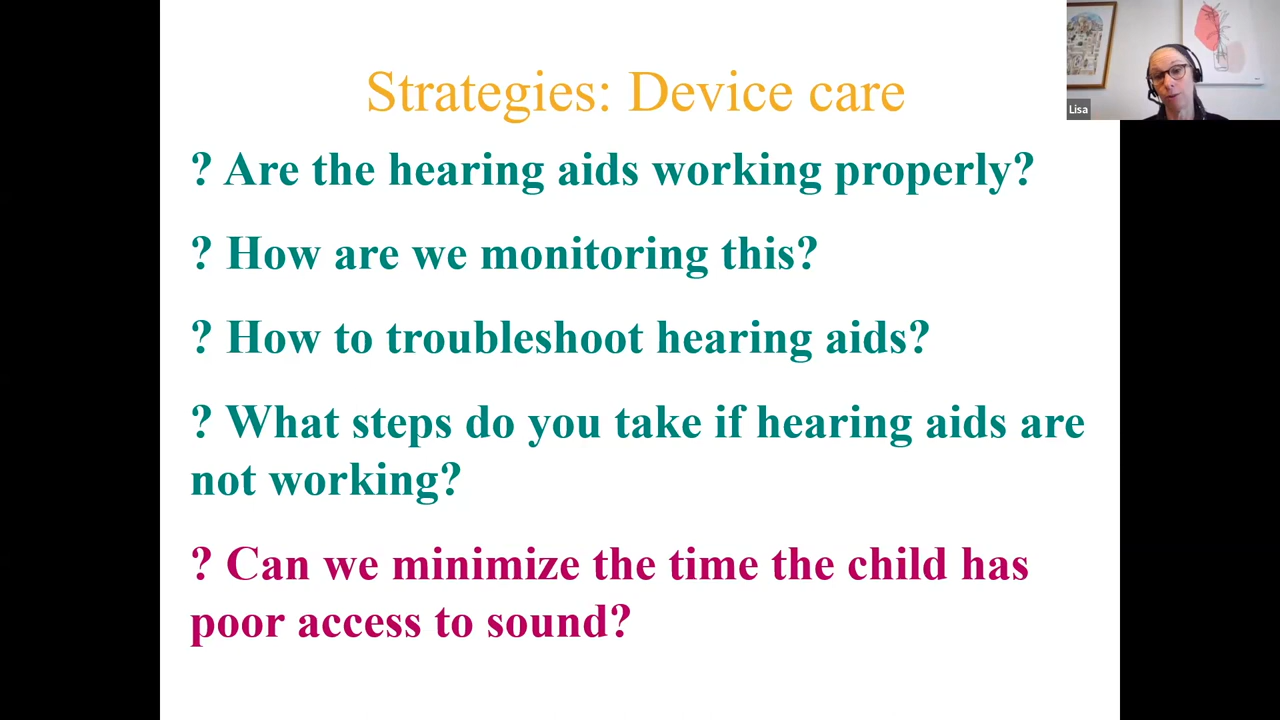 Strategies: Device care
? Are the hearing aids working properly?
? How are we monitoring this?
? How to troubleshoot hearing aids?
? What steps do you take if hearing aids are
not working?
? Can we minimize the time the child has
poor access to sound?
Lisa